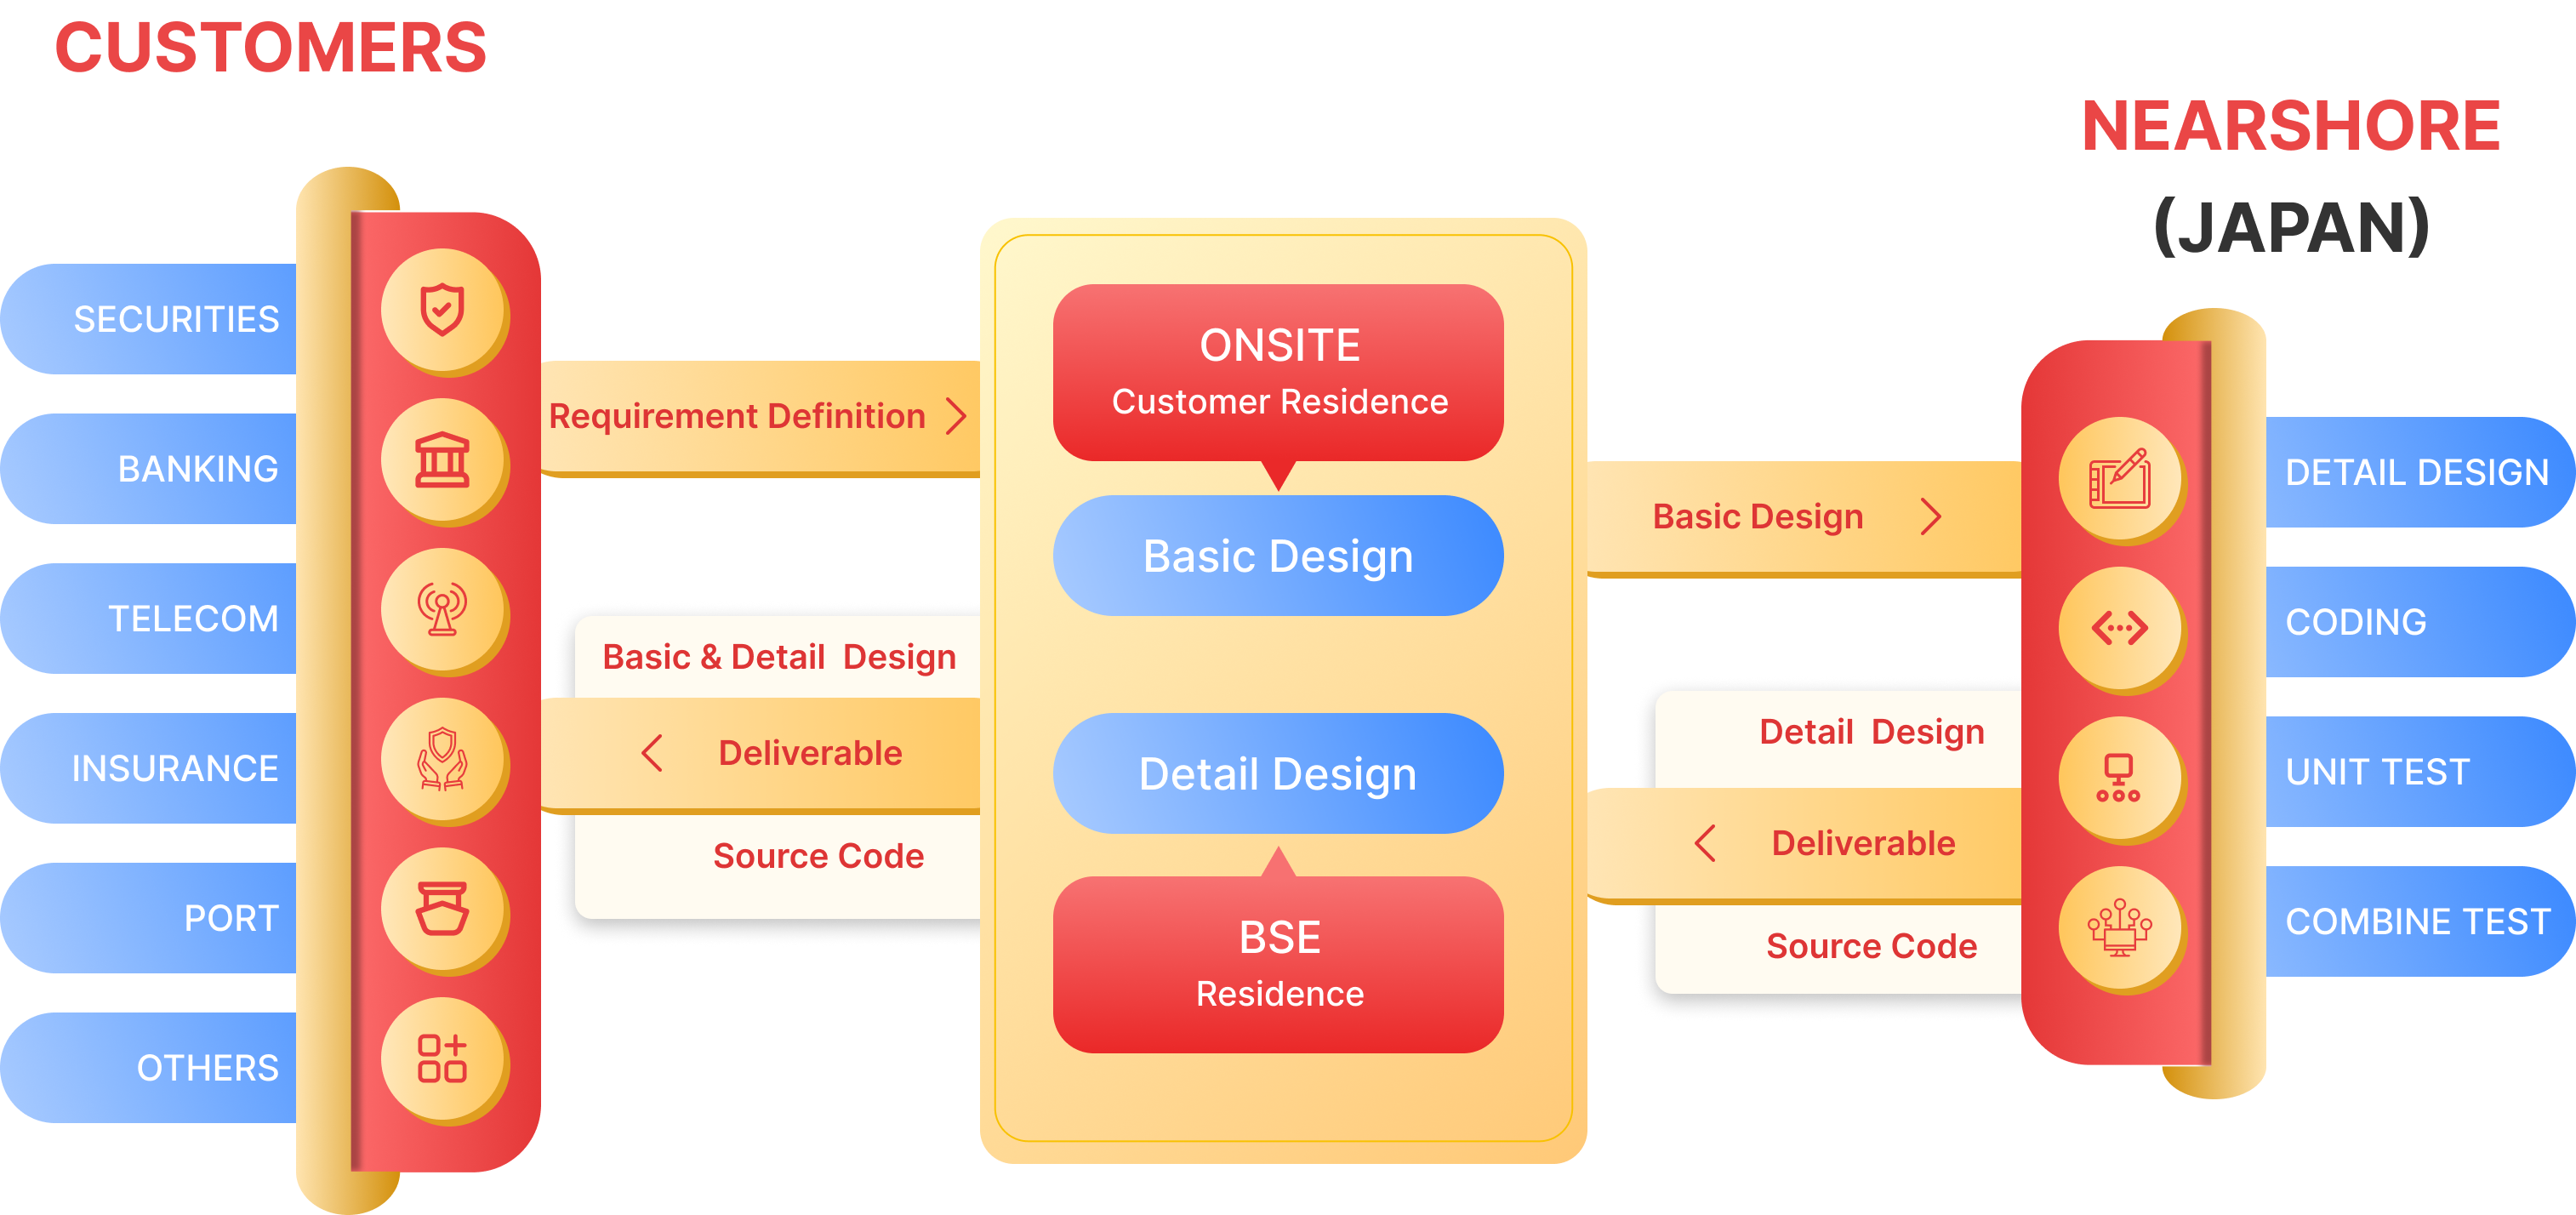 CUSTOMERS
NEARSHORE
(JAPAN)
SECURITIES
BANKING
TELECOM
INSURANCE
PORT
OTHERS
Requirement Definition
Basic & Detail Design
Deliverable
Source Code
ONSITE
Customer Residence
Basic Design
Detail Design
BSE
Residence
Basic Design
Detail Design
Deliverable
Source Code
DETAIL DESIGN
CODING
UNIT TEST
COMBINE TEST